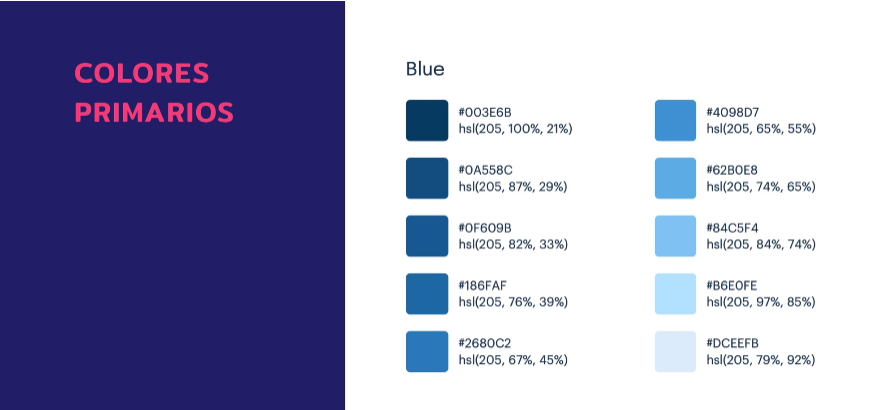 COLORES
PRIMARIOS
Blue
#003E6B
hsl(205, 100%, 21%)
#0A558C
hsl(205, 87%, 29%)
#0F609B
hsl(205, 82%, 33%)
#186FAF
hsl(205, 76%, 39%)
#2680C2
hsl(205, 67%, 45%)
#4098D7
hsl(205, 65%, 55%)
#62B0E8
hsl(205, 74%, 65%)
#84C5F4
hsl(205, 84%, 74%)
#B6E0FE
hsl(205, 97%, 85%)
#DCEEFB
hsl(205, 79%, 92%)